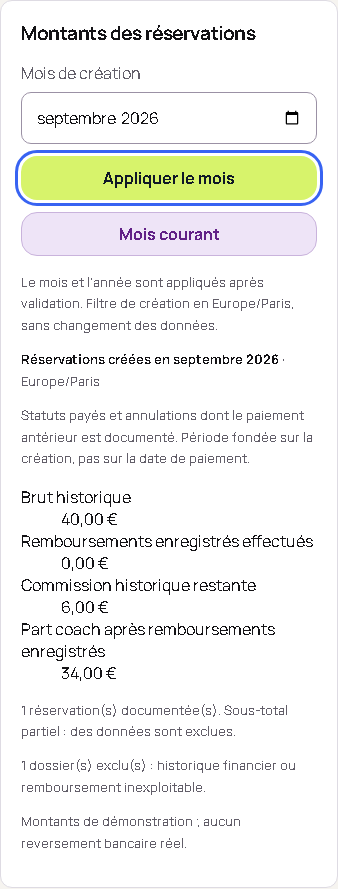 Montants des réservations
Mois de création
septembre 2026
Appliquer le mois
Mois courant
Le mois et l'année sont appliqués après
validation. Filtre de création en Europe/Paris,
sans changement des données.
Réservations créées en septembre 2026 ·
Europe/Paris
Statuts payés et annulations dont le paiement
antérieur est documenté. Période fondée sur la
création, pas sur la date de paiement.
Brut historique
40,00 €
Remboursements enregistrés effectués
0,00 €
Commission historique restante
6,00 €
Part coach après remboursements
enregistrés
34,00 €
1 réservation(s) documentée(s). Sous-total
partiel : des données sont exclues.
1 dossier(s) exclu(s) : historique financier ou
remboursement inexploitable.
Montants de démonstration ; aucun
reversement bancaire réel.